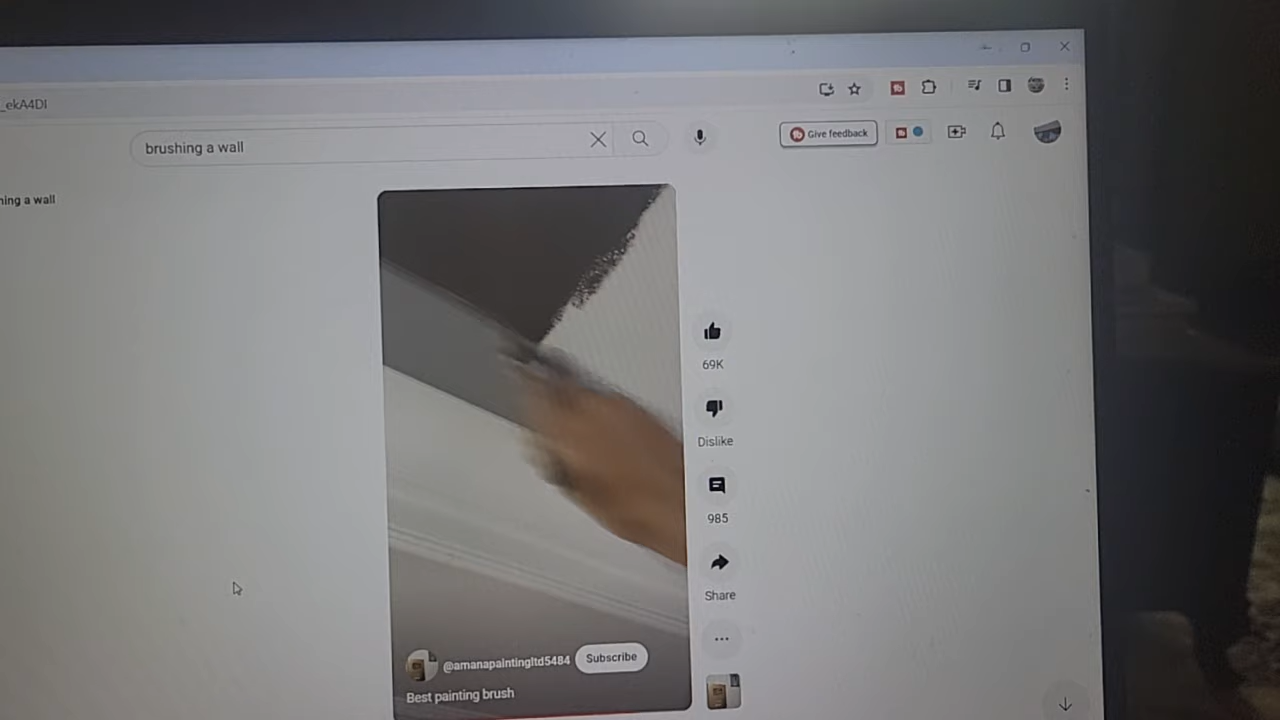 _ekA4DI
brushing a wall
Give feedback
hing a wall
69K
Dislike
985
Share
@amanapaintingltd5484
Subscribe
Best painting brush